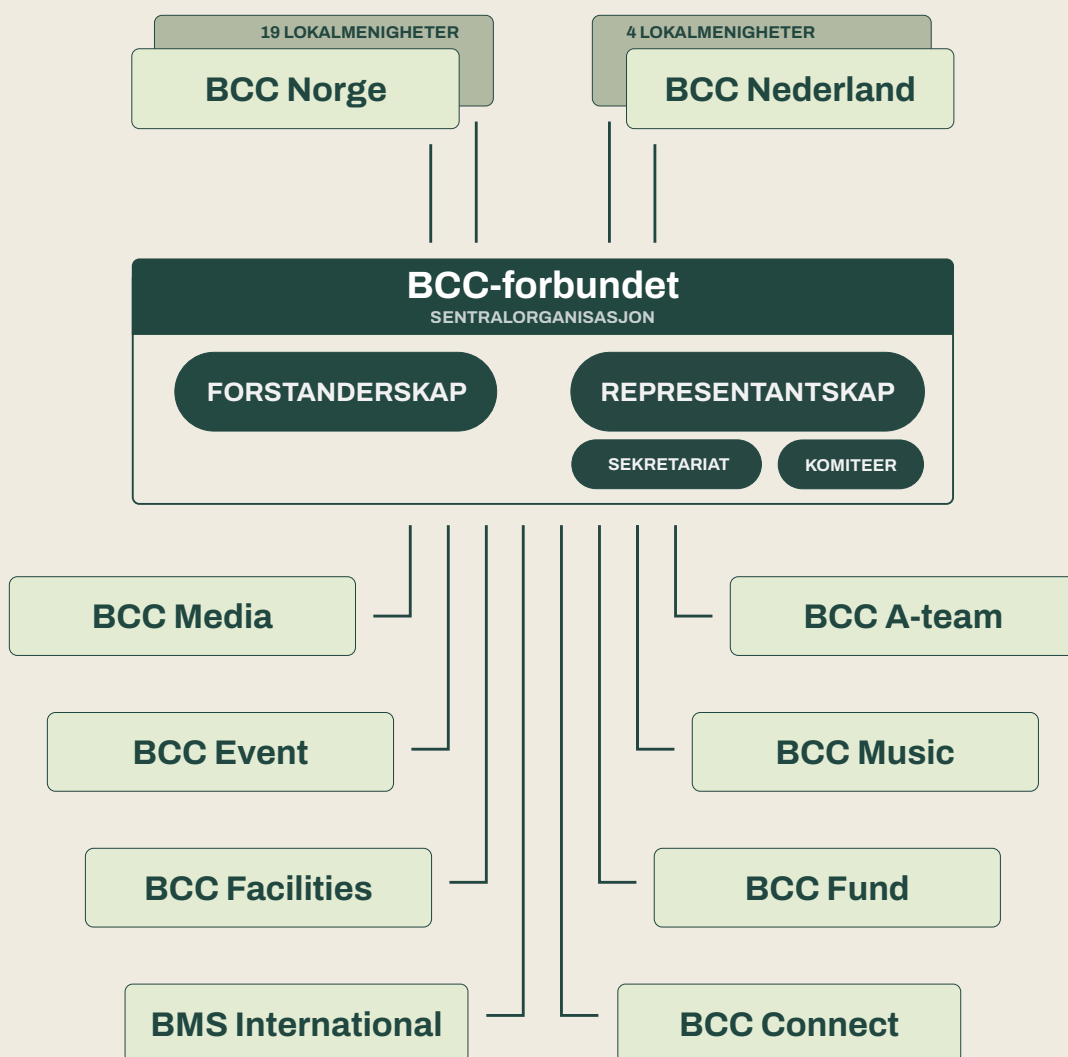 19 LOKALMENIGHETER
BCC Norge
4 LOKALMENIGHETER
BCC Nederland
BCC-forbundet
SENTRALORGANISASJON
FORSTANDERSKAP
REPRESENTANTSKAP
SEKRETARIAT
KOMITEER
BCC Media
BCC A-team
BCC Event
BCC Music
BCC Facilities
BCC Fund
BMS International
BCC Connect